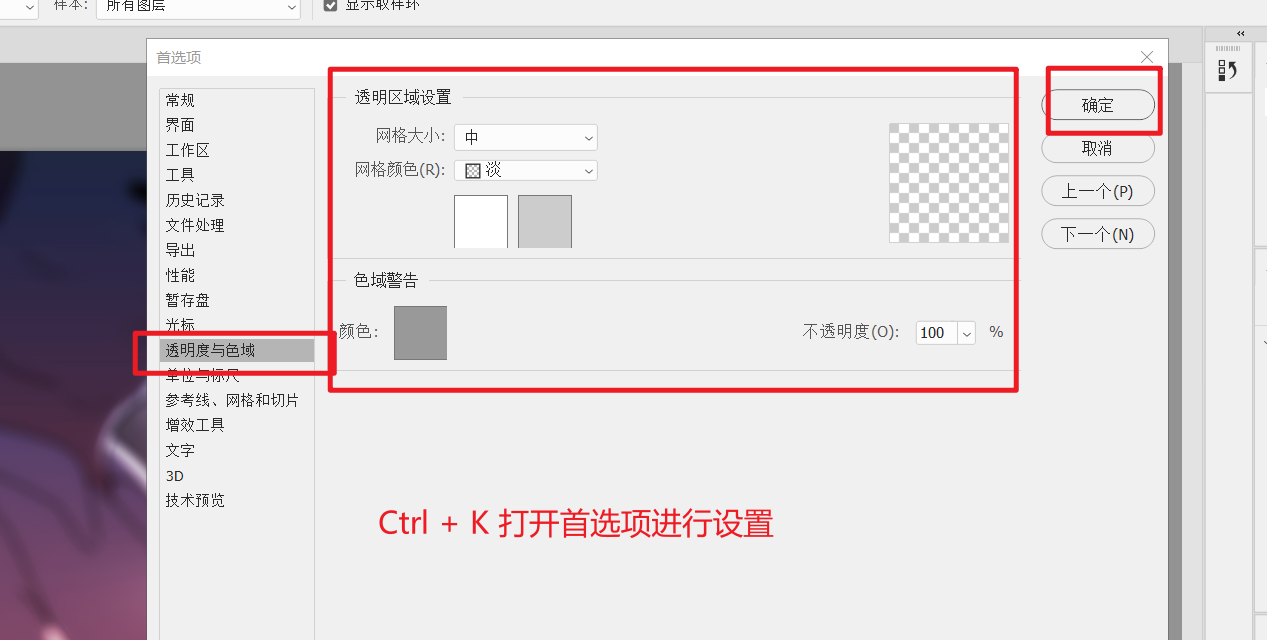 样本: 所有图层 显示取样环
首选项
常规
界面
工作区
工具
历史记录
文件处理
导出
性能
暂存盘
光标
透明度与色域
单位与标尺
参考线、网格和切片
增效工具
文字
3D
技术预览
透明区域设置
网格大小: 中
网格颜色(R): 淡
色域警告
颜色:
不透明度(O): 100 %
确定
取消
上一个(P)
下一个(N)
Ctrl + K 打开首选项进行设置